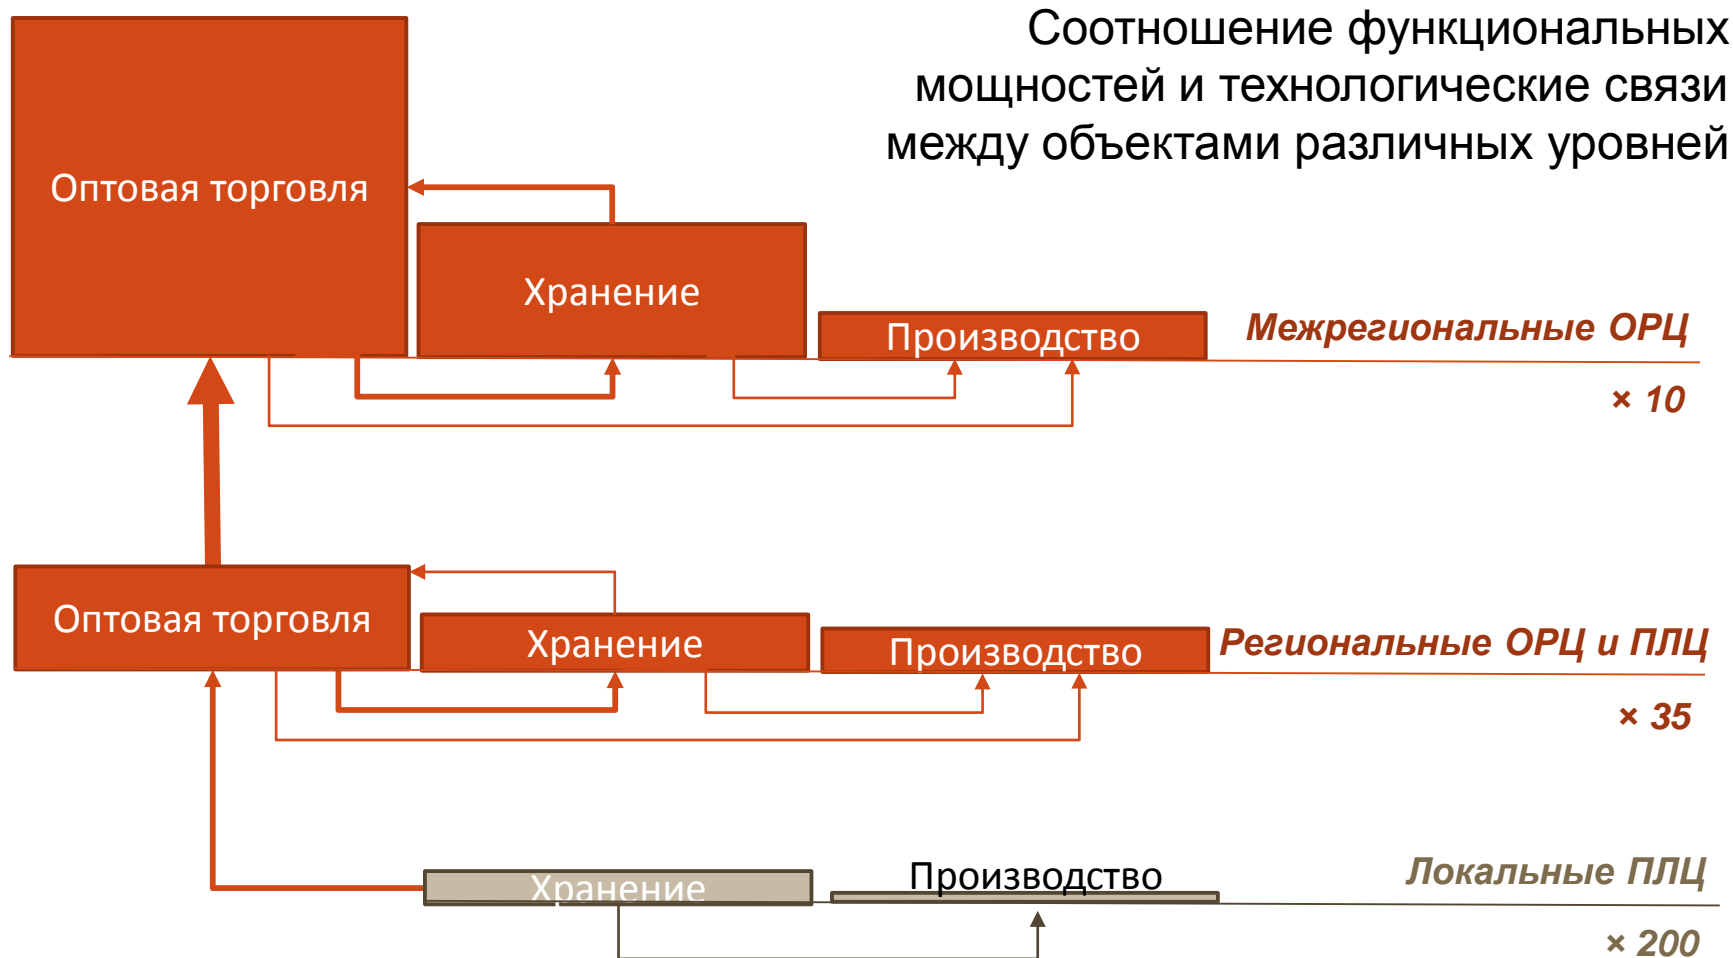 Соотношение функциональных
мощностей и технологические связи
между объектами различных уровней
Оптовая торговля
Хранение
Производство
Межрегиональные ОРЦ
× 10
Оптовая торговля
Хранение
Производство
Региональные ОРЦ и ПЛЦ
× 35
Хранение
Производство
Локальные ПЛЦ
× 200